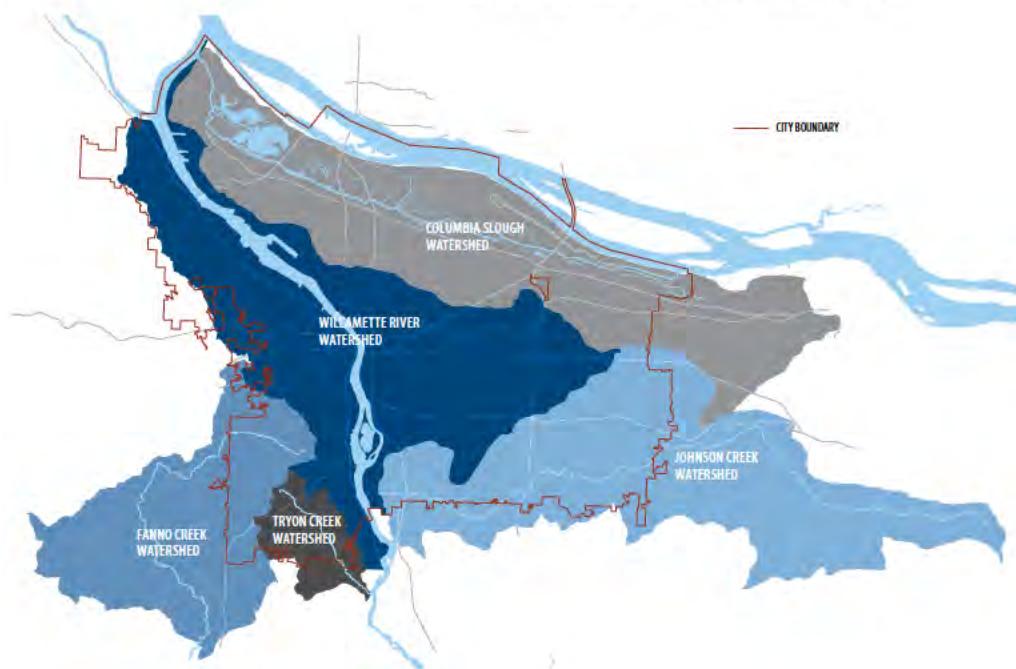 CITY BOUNDARY
COLUMBIA SLOUGH
WATERSHED
WILLAMETTE RIVER
WATERSHED
JOHNSON CREEK
WATERSHED
TRYON CREEK
WATERSHED
FANNO CREEK
WATERSHED